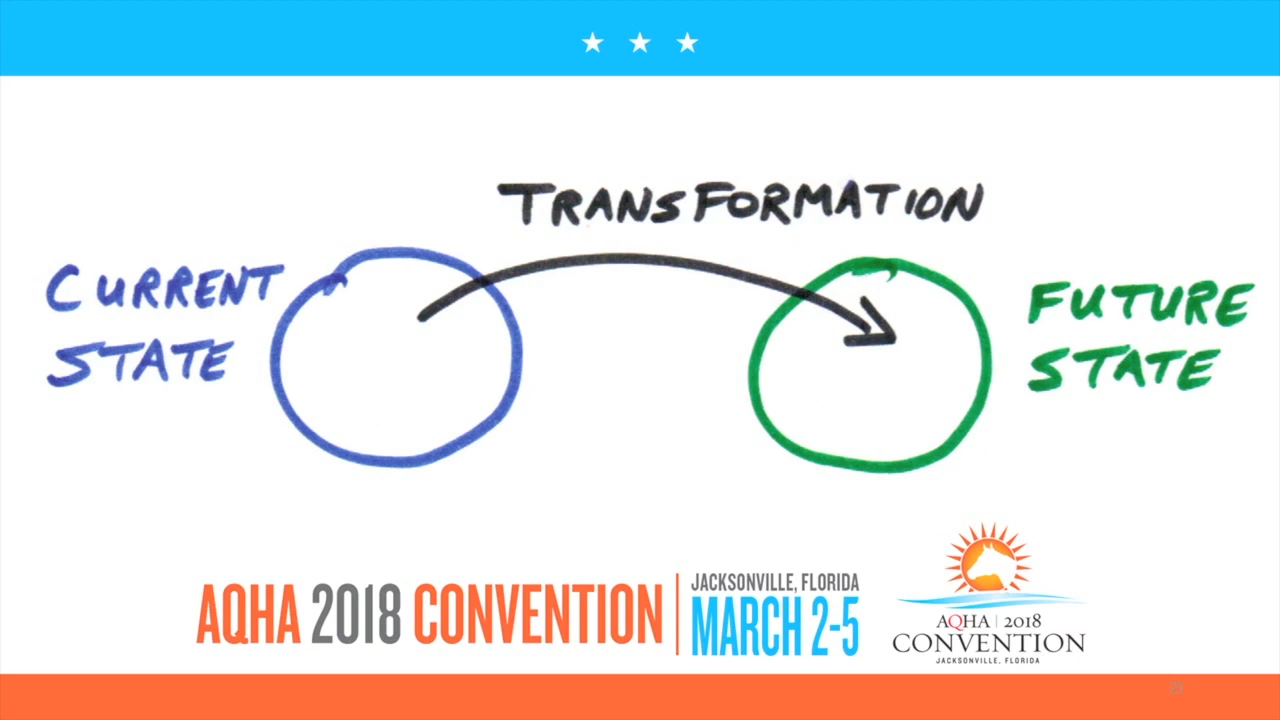 TRANSFORMATION
CURRENT
STATE
FUTURE
STATE
AQHA 2018 CONVENTION
JACKSONVILLE, FLORIDA
MARCH 2-5
AQHA | 2018
CONVENTION
JACKSONVILLE, FLORIDA